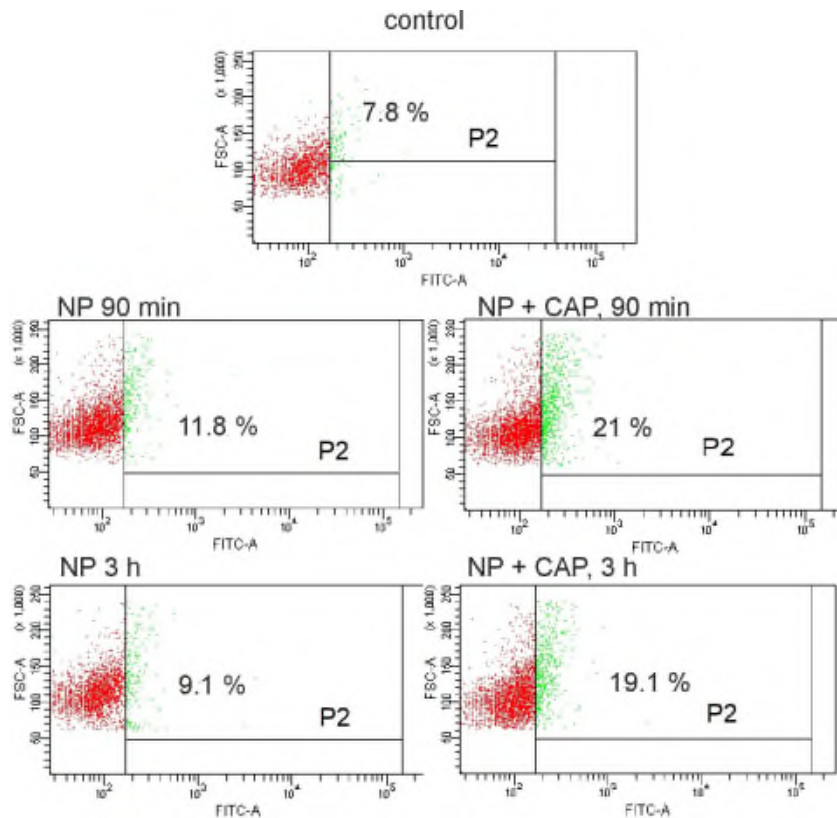 control
(x 1,000)
FSC-A
50 100 150 200 250
7.8 %
P2
10² 10³ 10⁴ 10⁵
FITC-A
NP 90 min
(x 1,000)
FSC-A
50 100 150 200 250
11.8 %
P2
10² 10³ 10⁴ 10⁵
FITC-A
NP + CAP, 90 min
(x 1,000)
FSC-A
50 100 150 200 250
21 %
P2
10² 10³ 10⁴ 10⁵
FITC-A
NP 3 h
(x 1,000)
FSC-A
50 100 150 200 250
9.1 %
P2
10² 10³ 10⁴ 10⁵
FITC-A
NP + CAP, 3 h
(x 1,000)
FSC-A
50 100 150 200 250
19.1 %
P2
10² 10³ 10⁴ 10⁵
FITC-A